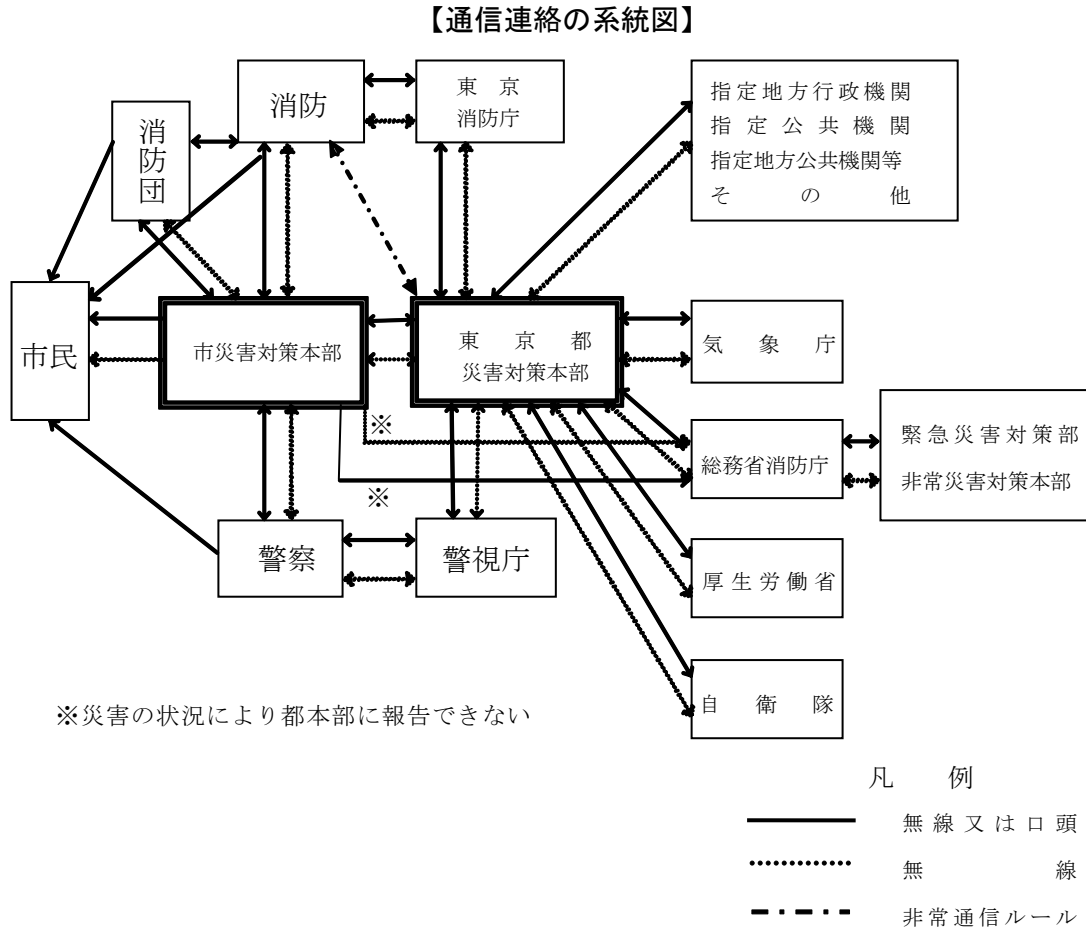 【通信連絡の系統図】
消防
東京
消防庁
指定地方行政機関
指定公共機関
指定地方公共機関等
その他
消防団
市民
市災害対策本部
東京都
災害対策本部
気象庁
※
※
総務省消防庁
緊急災害対策部
非常災害対策本部
警察
警視庁
厚生労働省
自衛隊
※災害の状況により都本部に報告できない
凡例
無線又は口頭
無線
非常通信ルール